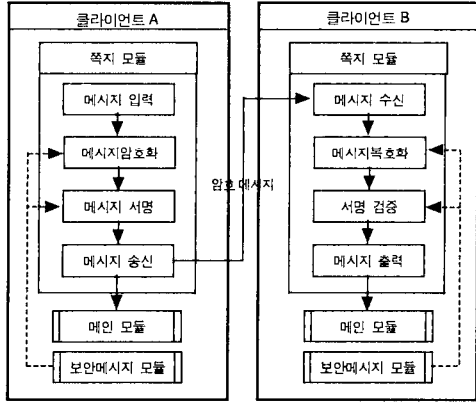 클라이언트 A
쪽지 모듈
메시지 입력
메시지암호화
메시지 서명
메시지 송신
메인 모듈
보안메시지 모듈
암호 메시지
클라이언트 B
쪽지 모듈
메시지 수신
메시지복호화
서명 검증
메시지 출력
메인 모듈
보안메시지 모듈